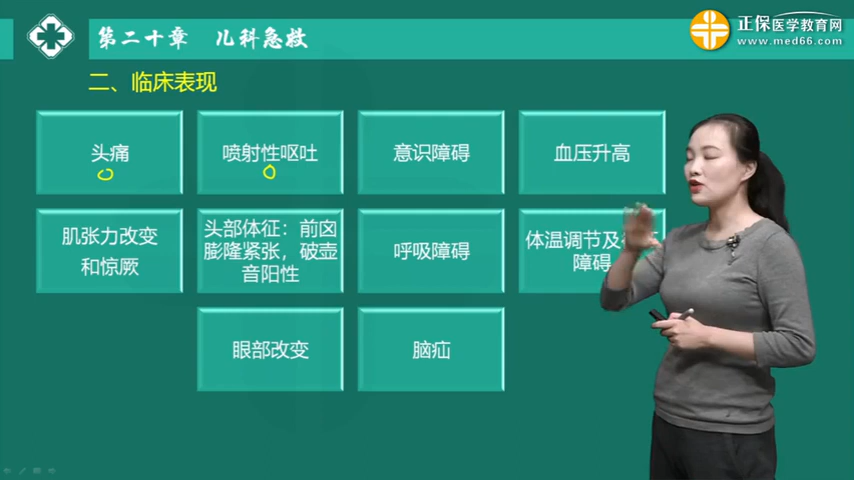 第二十章 儿科急救
正保医学教育网
www.med66.com
二、临床表现
头痛
喷射性呕吐
意识障碍
血压升高
肌张力改变
和惊厥
头部体征：前囟
膨隆紧张，破壶
音阳性
呼吸障碍
体温调节及
障碍
眼部改变
脑疝